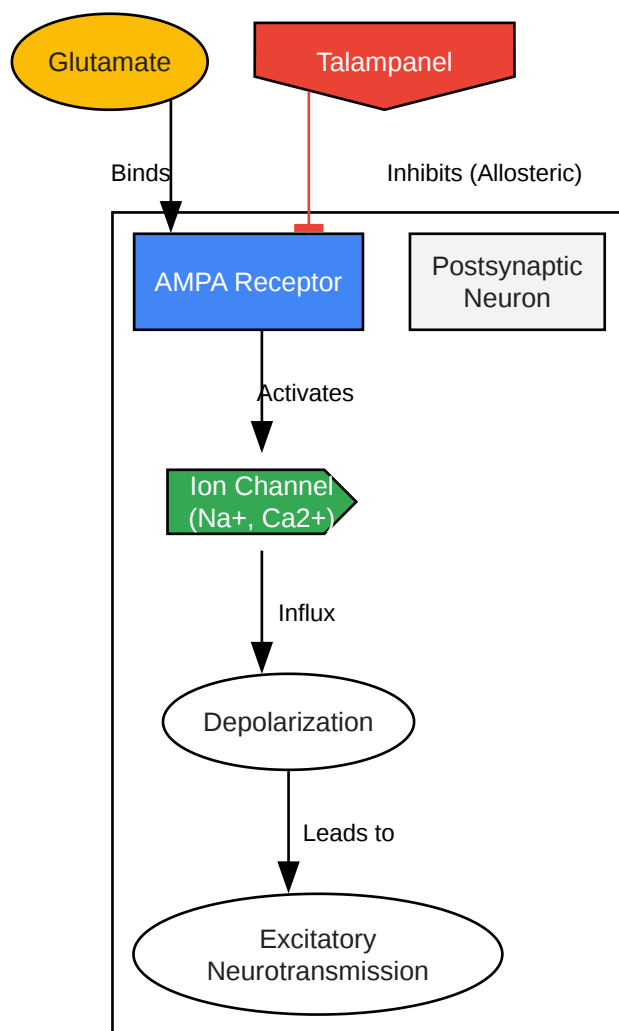 Glutamate
Talampanel
Binds
Inhibits (Allosteric)
AMPA Receptor
Postsynaptic
Neuron
Activates
Ion Channel
(Na+, Ca2+)
Influx
Depolarization
Leads to
Excitatory
Neurotransmission